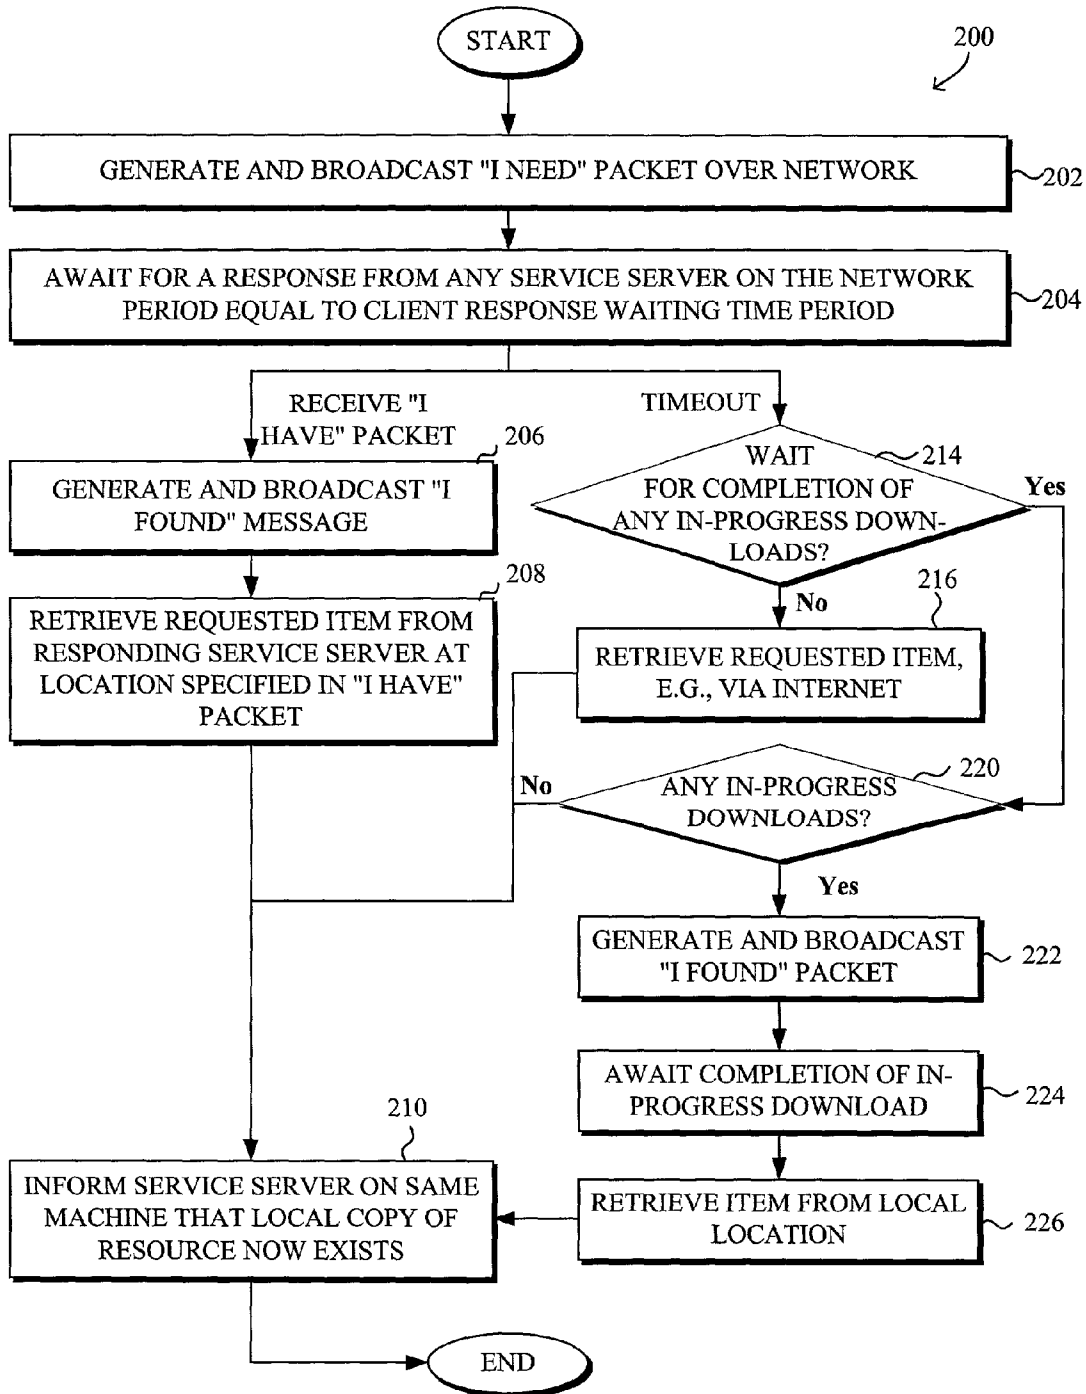 START
200
GENERATE AND BROADCAST "I NEED" PACKET OVER NETWORK
202
AWAIT FOR A RESPONSE FROM ANY SERVICE SERVER ON THE NETWORK
PERIOD EQUAL TO CLIENT RESPONSE WAITING TIME PERIOD
204
RECEIVE "I
HAVE" PACKET
TIMEOUT
206
GENERATE AND BROADCAST "I
FOUND" MESSAGE
WAIT
FOR COMPLETION OF
ANY IN-PROGRESS DOWN-
LOADS?
214
Yes
No
208
RETRIEVE REQUESTED ITEM FROM
RESPONDING SERVICE SERVER AT
LOCATION SPECIFIED IN "I HAVE"
PACKET
216
RETRIEVE REQUESTED ITEM,
E.G., VIA INTERNET
220
No
ANY IN-PROGRESS
DOWNLOADS?
Yes
GENERATE AND BROADCAST
"I FOUND" PACKET
222
AWAIT COMPLETION OF IN-
PROGRESS DOWNLOAD
224
210
INFORM SERVICE SERVER ON SAME
MACHINE THAT LOCAL COPY OF
RESOURCE NOW EXISTS
RETRIEVE ITEM FROM LOCAL
LOCATION
226
END